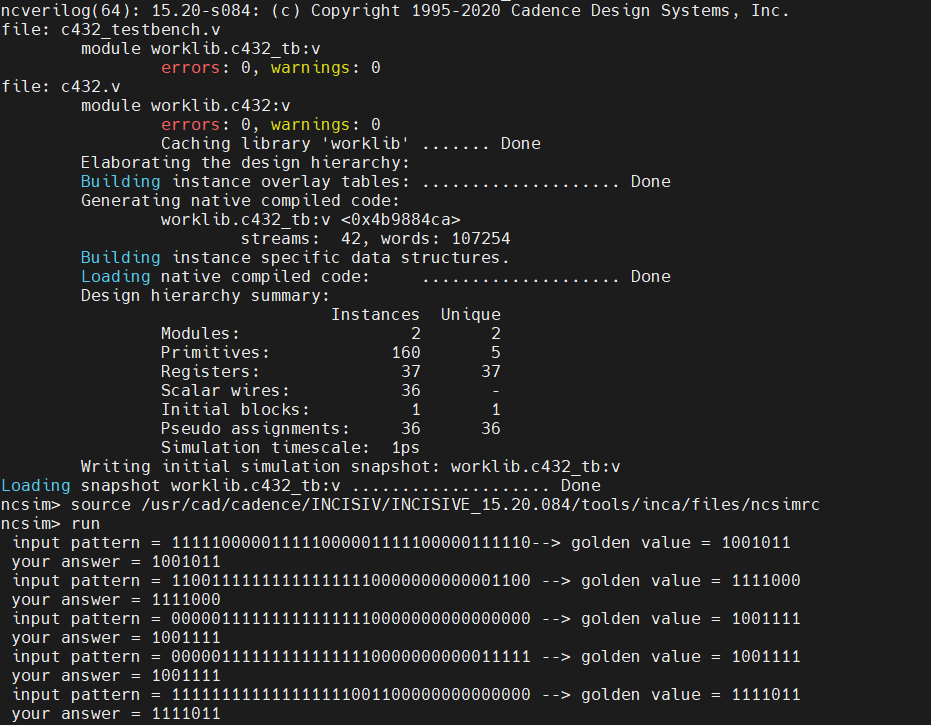 ncverilog(64): 15.20-s084: (c) Copyright 1995-2020 Cadence Design Systems, Inc.
file: c432_testbench.v
module worklib.c432_tb:v
errors: 0, warnings: 0
file: c432.v
module worklib.c432:v
errors: 0, warnings: 0
Caching library 'worklib' ....... Done
Elaborating the design hierarchy:
Building instance overlay tables: .................... Done
Generating native compiled code:
worklib.c432_tb:v <0x4b9884ca>
streams:  42, words: 107254
Building instance specific data structures.
Loading native compiled code:     .................... Done
Design hierarchy summary:
Instances  Unique
Modules:                 2       2
Primitives:            160       5
Registers:              37      37
Scalar wires:           36       -
Initial blocks:          1       1
Pseudo assignments:     36      36
Simulation timescale:  1ps
Writing initial simulation snapshot: worklib.c432_tb:v
Loading snapshot worklib.c432_tb:v .................... Done
ncsim> source /usr/cad/cadence/INCISIV/INCISIVE_15.20.084/tools/inca/files/ncsimrc
ncsim> run
input pattern = 111110000011111000001111100000111110--> golden value = 1001011
your answer = 1001011
input pattern = 110011111111111111110000000000001100 --> golden value = 1111000
your answer = 1111000
input pattern = 000001111111111111110000000000000000 --> golden value = 1001111
your answer = 1001111
input pattern = 000001111111111111110000000000011111 --> golden value = 1001111
your answer = 1001111
input pattern = 111111111111111111110011000000000000 --> golden value = 1111011
your answer = 1111011